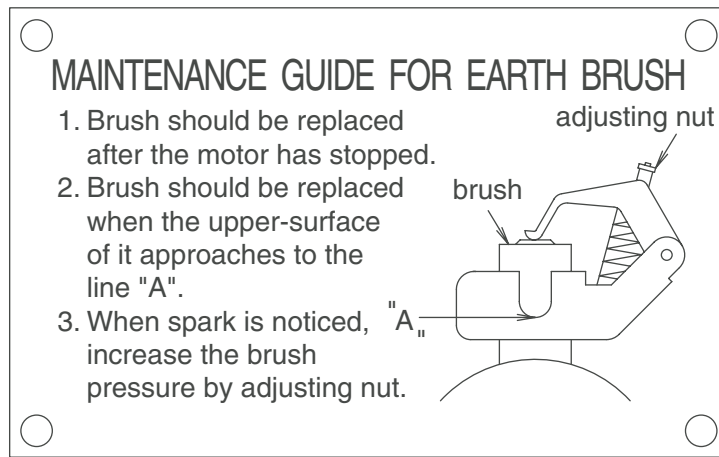 MAINTENANCE GUIDE FOR EARTH BRUSH
1. Brush should be replaced
after the motor has stopped.
2. Brush should be replaced
when the upper-surface
of it approaches to the
line "A".
3. When spark is noticed,
increase the brush
pressure by adjusting nut.
adjusting nut
brush
"A"